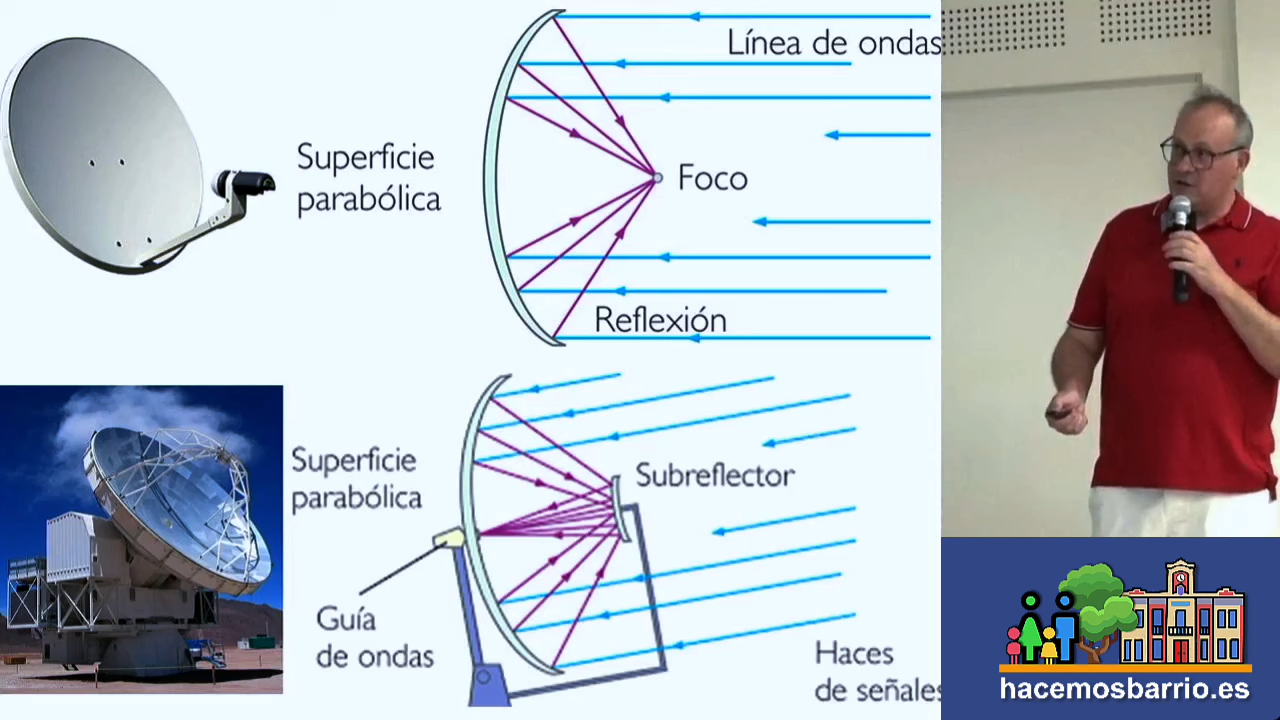 Línea de ondas
Superficie
parabólica
Foco
Reflexión
Superficie
parabólica
Subreflector
Guía
de ondas
Haces
de señales
hacemosbarrio.es